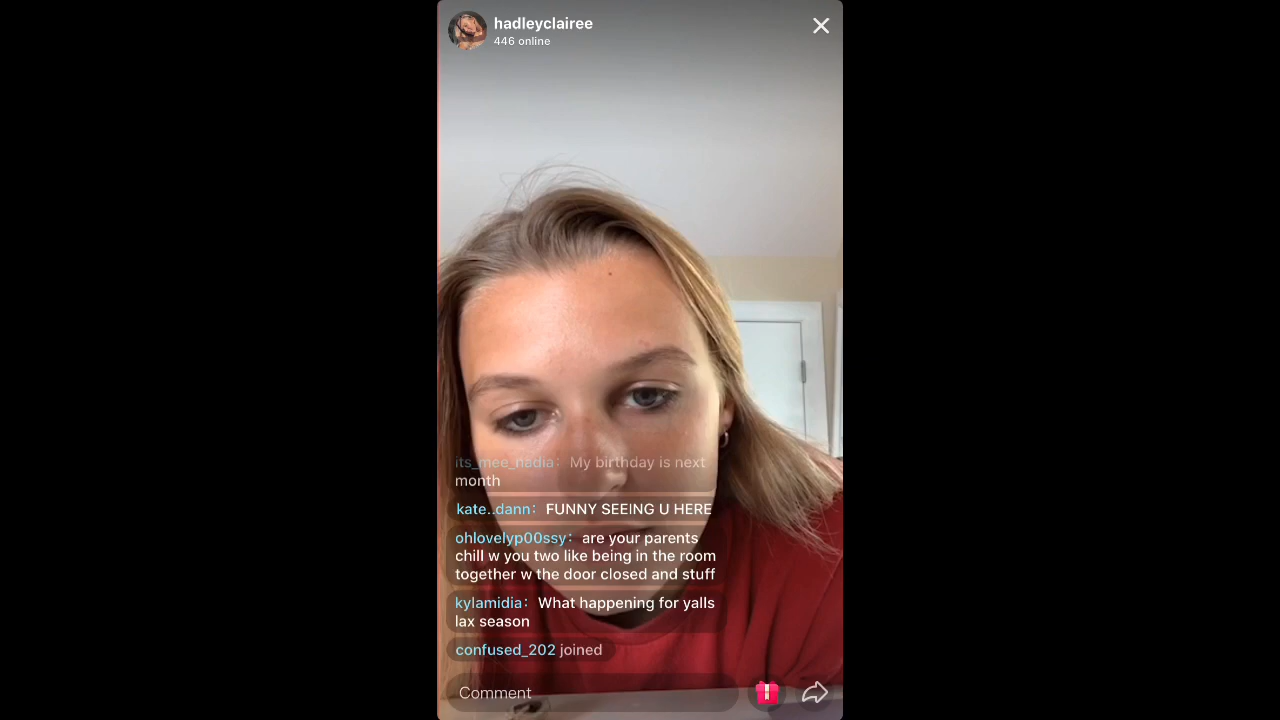 hadleyclairee
446 online
its_mee_nadia: My birthday is next
month
kate..dann: FUNNY SEEING U HERE
ohlovelyp00ssy: are your parents
chill w you two like being in the room
together w the door closed and stuff
kylamidia: What happening for yalls
lax season
confused_202 joined
Comment